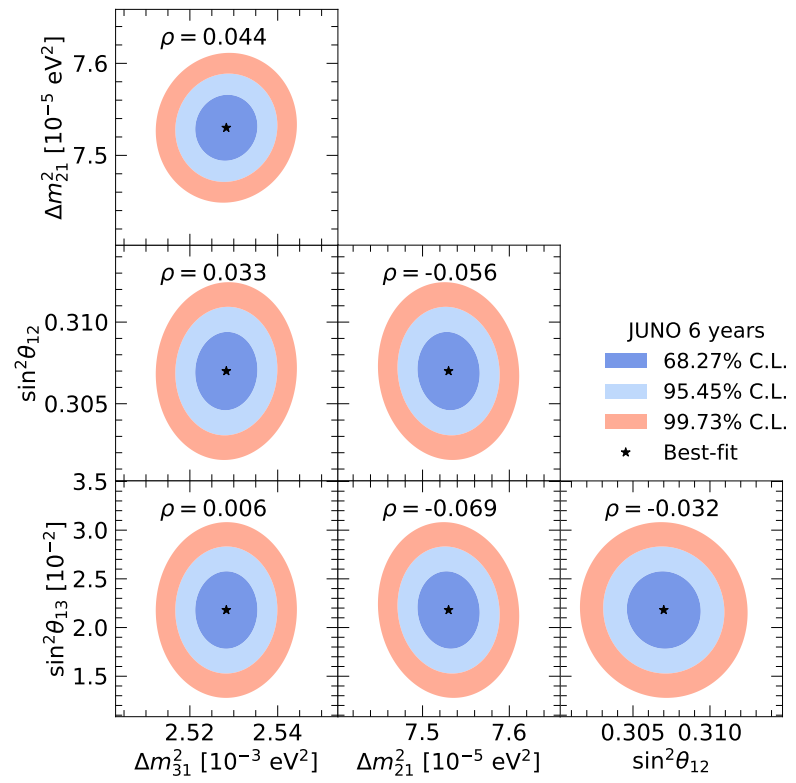 ρ = 0.044
7.6
7.5
Δm²₂₁ [10⁻⁵ eV²]
ρ = 0.033
ρ = -0.056
0.310
0.305
sin²θ₁₂
JUNO 6 years
68.27% C.L.
95.45% C.L.
99.73% C.L.
Best-fit
ρ = 0.006
ρ = -0.069
ρ = -0.032
3.5
3.0
2.5
2.0
1.5
sin²θ₁₃ [10⁻²]
2.52 2.54
7.5 7.6
0.305 0.310
Δm²₃₁ [10⁻³ eV²]
Δm²₂₁ [10⁻⁵ eV²]
sin²θ₁₂